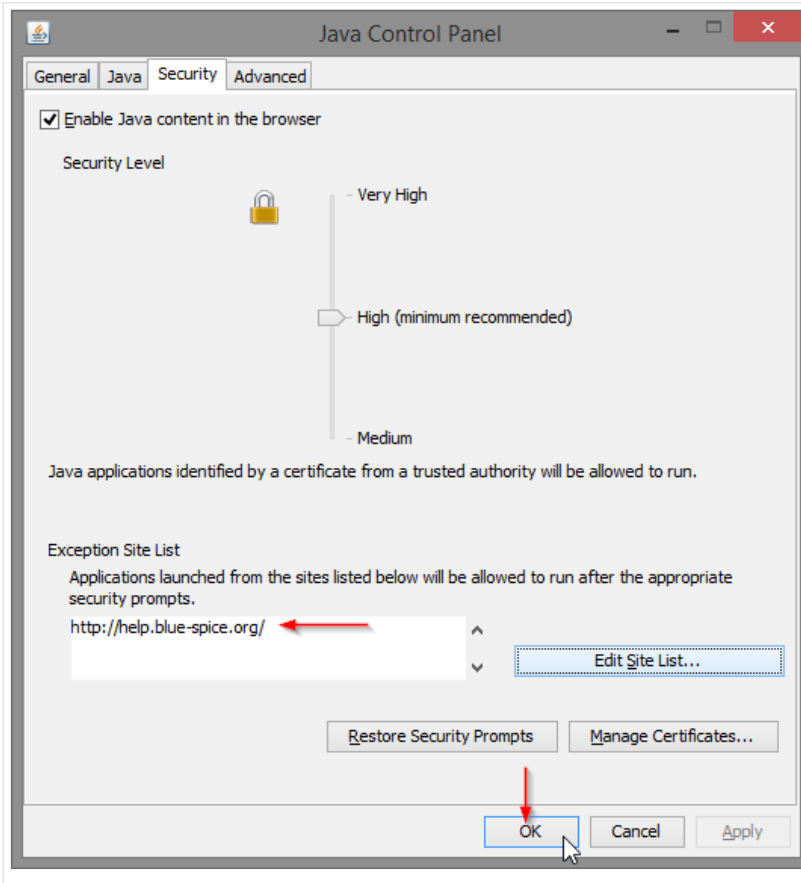 Java Control Panel
General Java Security Advanced
Enable Java content in the browser
Security Level
Very High
High (minimum recommended)
Medium
Java applications identified by a certificate from a trusted authority will be allowed to run.
Exception Site List
Applications launched from the sites listed below will be allowed to run after the appropriate
security prompts.
http://help.blue-spice.org/
Edit Site List...
Restore Security Prompts Manage Certificates...
OK Cancel Apply